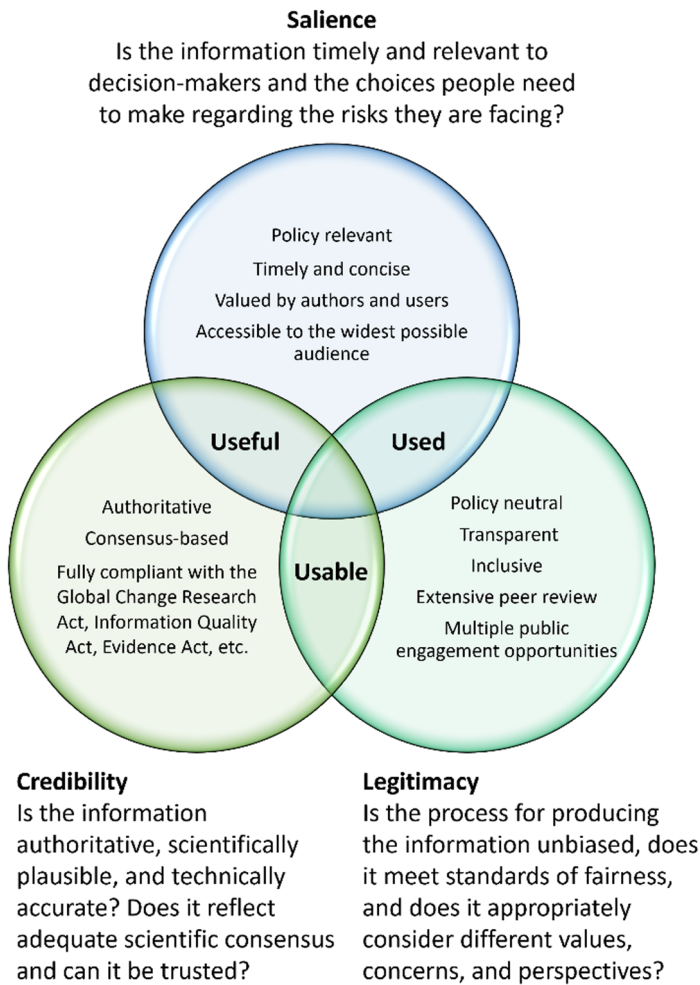 Salience
Is the information timely and relevant to
decision-makers and the choices people need
to make regarding the risks they are facing?
Policy relevant
Timely and concise
Valued by authors and users
Accessible to the widest possible
audience
Useful
Used
Authoritative
Consensus-based
Fully compliant with the
Global Change Research
Act, Information Quality
Act, Evidence Act, etc.
Usable
Policy neutral
Transparent
Inclusive
Extensive peer review
Multiple public
engagement opportunities
Credibility
Is the information
authoritative, scientifically
plausible, and technically
accurate? Does it reflect
adequate scientific consensus
and can it be trusted?
Legitimacy
Is the process for producing
the information unbiased, does
it meet standards of fairness,
and does it appropriately
consider different values,
concerns, and perspectives?